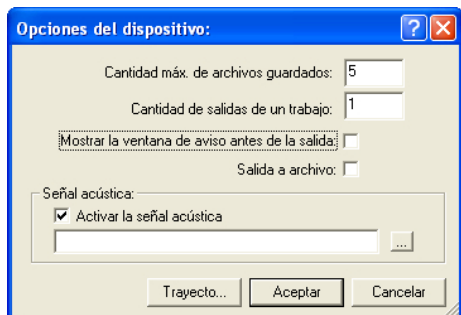 Opciones del dispositivo:
Cantidad máx. de archivos guardados: 5
Cantidad de salidas de un trabajo: 1
Mostrar la ventana de aviso antes de la salida:
Salida a archivo:
Señal acústica:
Activar la señal acústica
...
Trayecto... Aceptar Cancelar